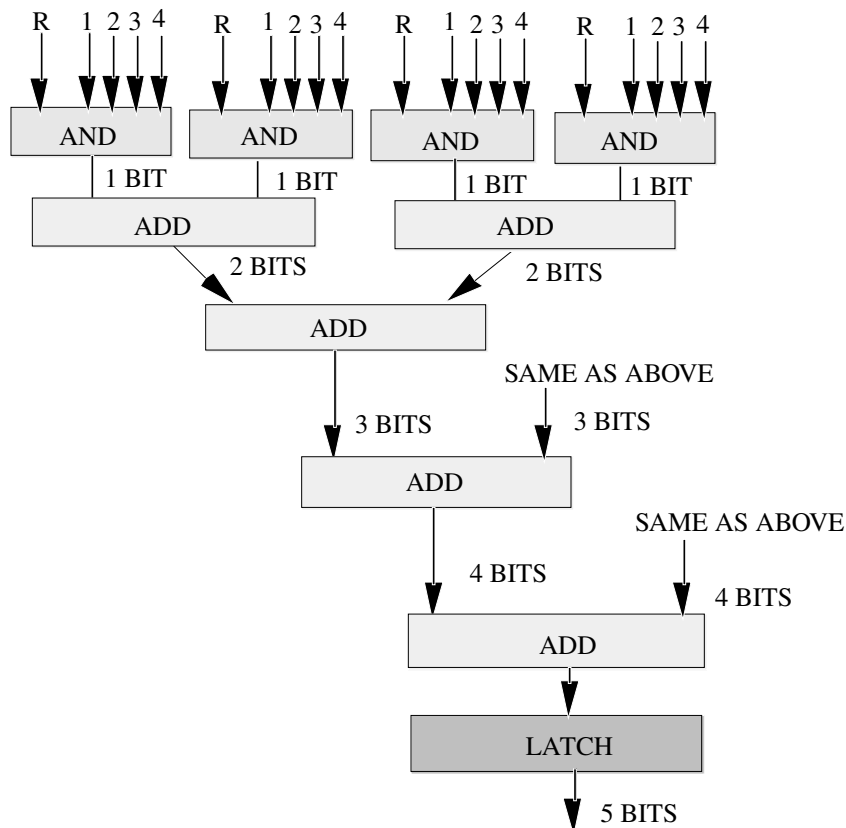 R 1 2 3 4 R 1 2 3 4 R 1 2 3 4 R 1 2 3 4
AND AND AND AND
1 BIT 1 BIT 1 BIT 1 BIT
ADD ADD
2 BITS 2 BITS
ADD
SAME AS ABOVE
3 BITS 3 BITS
ADD
SAME AS ABOVE
4 BITS 4 BITS
ADD
LATCH
5 BITS